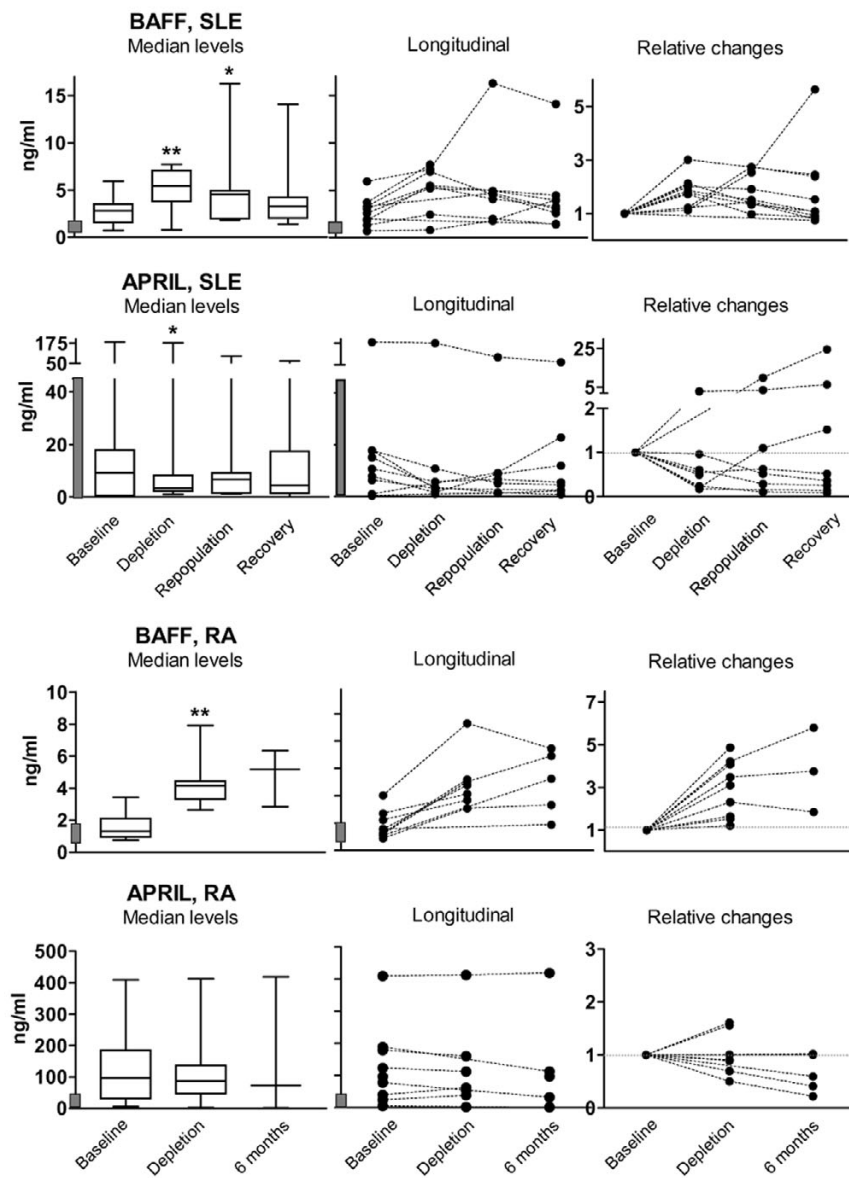 BAFF, SLE
Median levels
Longitudinal
Relative changes
ng/ml
15
10
5
0
*
**
5
3
1
APRIL, SLE
Median levels
Longitudinal
Relative changes
ng/ml
175
50
40
20
0
*
25
5
2
1
0
Baseline
Depletion
Repopulation
Recovery
Baseline
Depletion
Repopulation
Recovery
Baseline
Depletion
Repopulation
Recovery
BAFF, RA
Median levels
Longitudinal
Relative changes
ng/ml
10
8
6
4
2
0
**
7
5
3
1
APRIL, RA
Median levels
Longitudinal
Relative changes
ng/ml
500
400
300
200
100
0
3
2
1
0
Baseline
Depletion
6 months
Baseline
Depletion
6 months
Baseline
Depletion
6 months